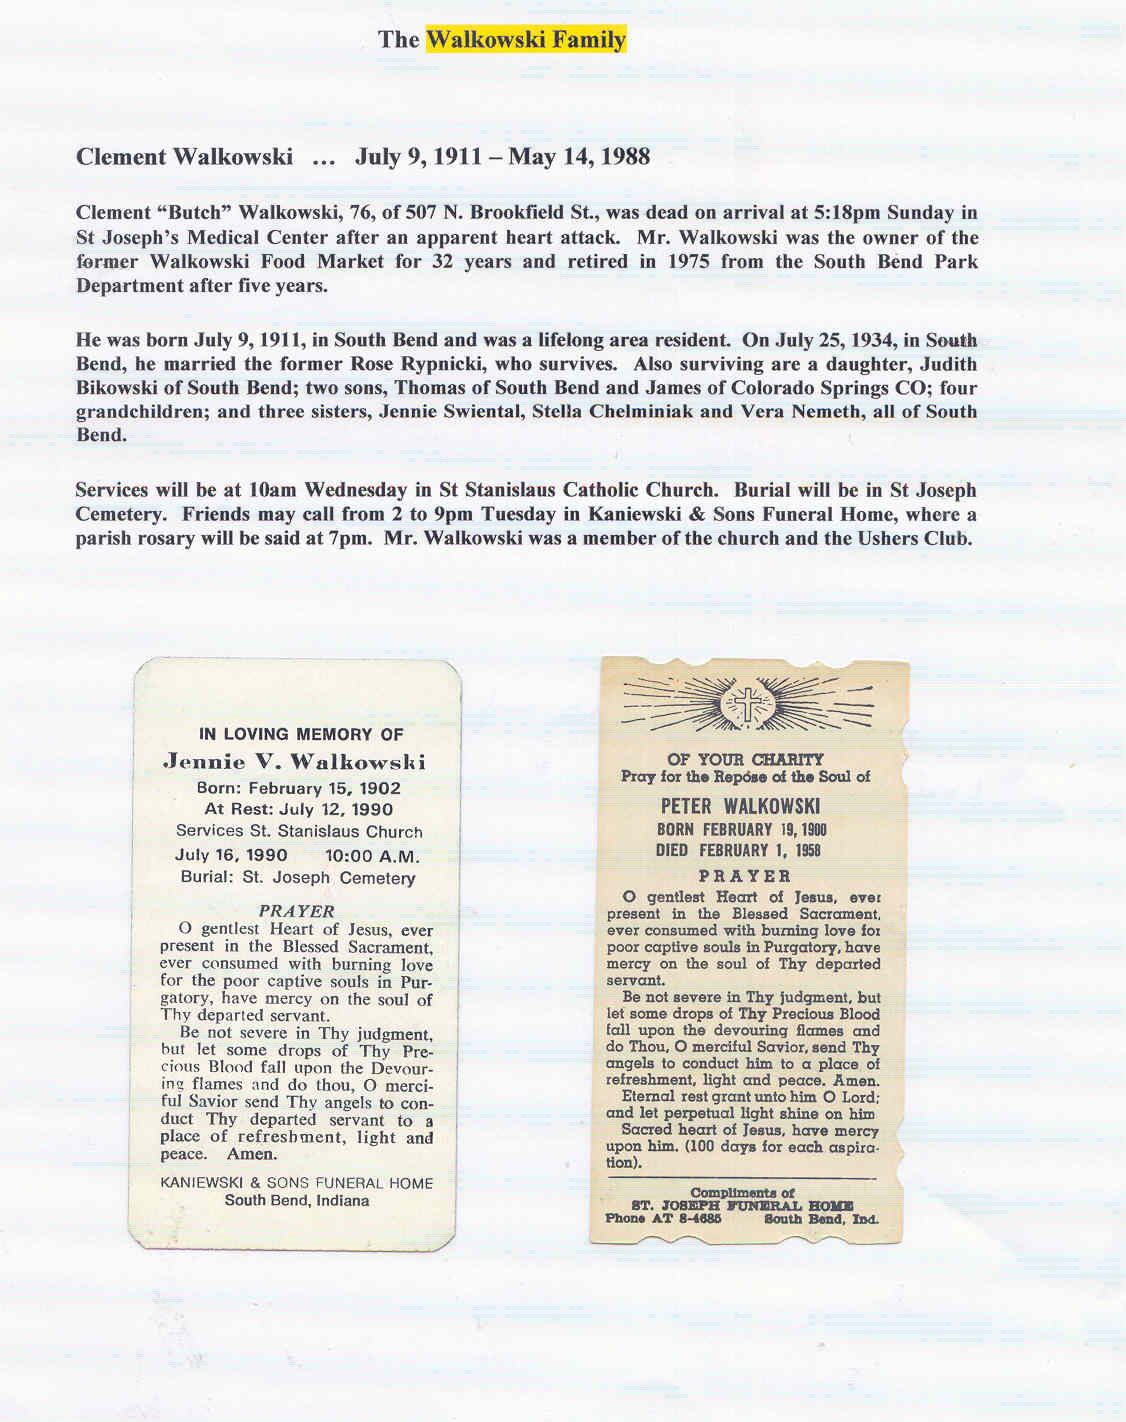 The Walkowski Family
Clement Walkowski ... July 9, 1911 – May 14, 1988
Clement “Butch” Walkowski, 76, of 507 N. Brookfield St., was dead on arrival at 5:18pm Sunday in
St Joseph’s Medical Center after an apparent heart attack. Mr. Walkowski was the owner of the
former Walkowski Food Market for 32 years and retired in 1975 from the South Bend Park
Department after five years.
He was born July 9, 1911, in South Bend and was a lifelong area resident. On July 25, 1934, in South
Bend, he married the former Rose Rypnicki, who survives. Also surviving are a daughter, Judith
Bikowski of South Bend; two sons, Thomas of South Bend and James of Colorado Springs CO; four
grandchildren; and three sisters, Jennie Swiental, Stella Chelminiak and Vera Nemeth, all of South
Bend.
Services will be at 10am Wednesday in St Stanislaus Catholic Church. Burial will be in St Joseph
Cemetery. Friends may call from 2 to 9pm Tuesday in Kaniewski & Sons Funeral Home, where a
parish rosary will be said at 7pm. Mr. Walkowski was a member of the church and the Ushers Club.
IN LOVING MEMORY OF
Jennie V. Walkowski
Born: February 15, 1902
At Rest: July 12, 1990
Services St. Stanislaus Church
July 16, 1990 10:00 A.M.
Burial: St. Joseph Cemetery
PRAYER
O gentlest Heart of Jesus, ever
present in the Blessed Sacrament,
ever consumed with burning love
for the poor captive souls in Pur-
gatory, have mercy on the soul of
Thy departed servant.
Be not severe in Thy judgment,
but let some drops of Thy Pre-
cious Blood fall upon the Devour-
ing flames and do thou, O merci-
ful Savior send Thy angels to con-
duct Thy departed servant to a
place of refreshment, light and
peace. Amen.
KANIEWSKI & SONS FUNERAL HOME
South Bend, Indiana
OF YOUR CHARITY
Pray for the Repose of the Soul of
PETER WALKOWSKI
BORN FEBRUARY 19, 1900
DIED FEBRUARY 1, 1958
PRAYER
O gentlest Heart of Jesus, ever
present in the Blessed Sacrament,
ever consumed with burning love for
poor captive souls in Purgatory, have
mercy on the soul of Thy departed
servant.
Be not severe in Thy judgment, but
let some drops of Thy Precious Blood
fall upon the devouring flames and
do Thou, O merciful Savior, send Thy
angels to conduct him to a place of
refreshment, light and peace. Amen.
Eternal rest grant unto him O Lord;
and let perpetual light shine on him
Sacred heart of Jesus, have mercy
upon him. (100 days for each aspira-
tion).
Compliments of
ST. JOSEPH FUNERAL HOME
Phone AT 8-4685 South Bend, Ind.